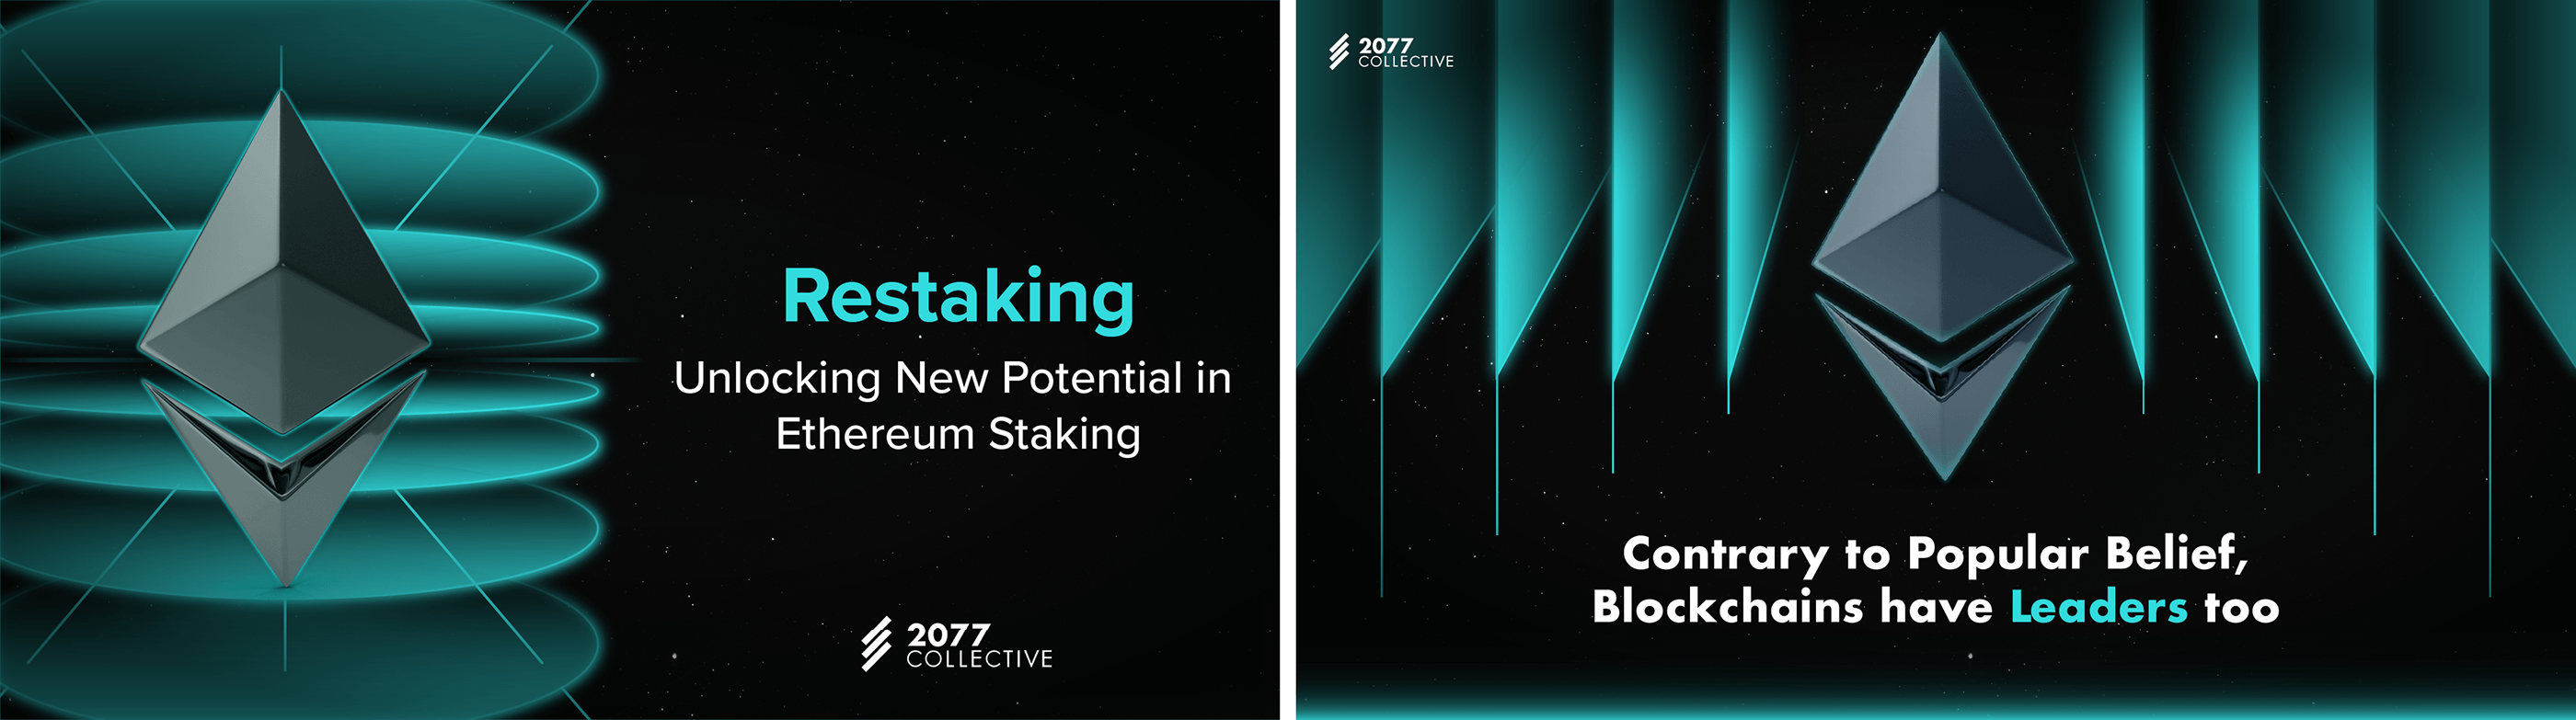 Restaking
Unlocking New Potential in
Ethereum Staking
2077
COLLECTIVE
2077
COLLECTIVE
Contrary to Popular Belief,
Blockchains have Leaders too